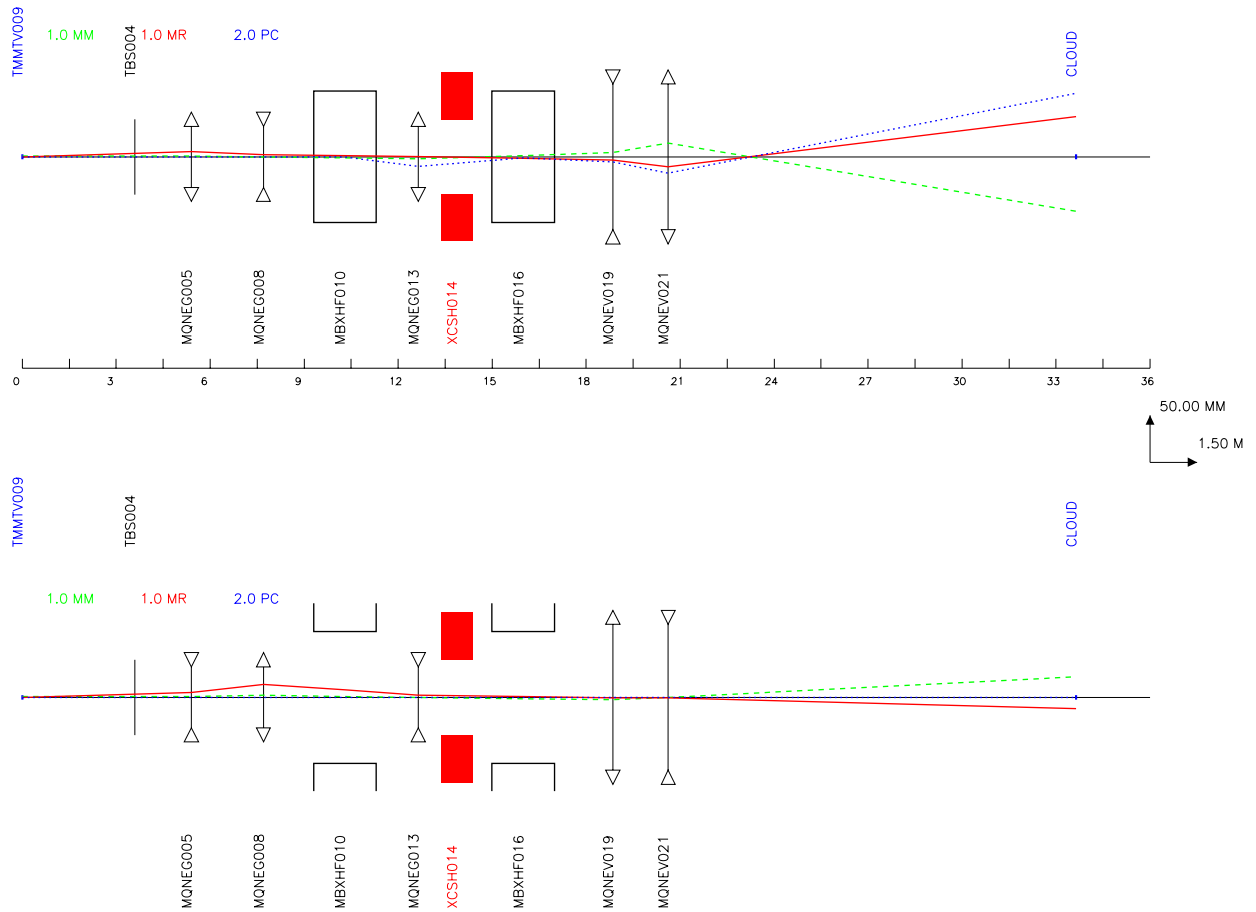 TMMTV009
TBS004
CLOUD
1.0 MM
1.0 MR
2.0 PC
MQNEG005
MQNEG008
MBXHF010
MQNEG013
XCSH014
MBXHF016
MQNEV019
MQNEV021
0 3 6 9 12 15 18 21 24 27 30 33 36
50.00 MM
1.50 M
TMMTV009
TBS004
CLOUD
1.0 MM
1.0 MR
2.0 PC
MQNEG005
MQNEG008
MBXHF010
MQNEG013
XCSH014
MBXHF016
MQNEV019
MQNEV021